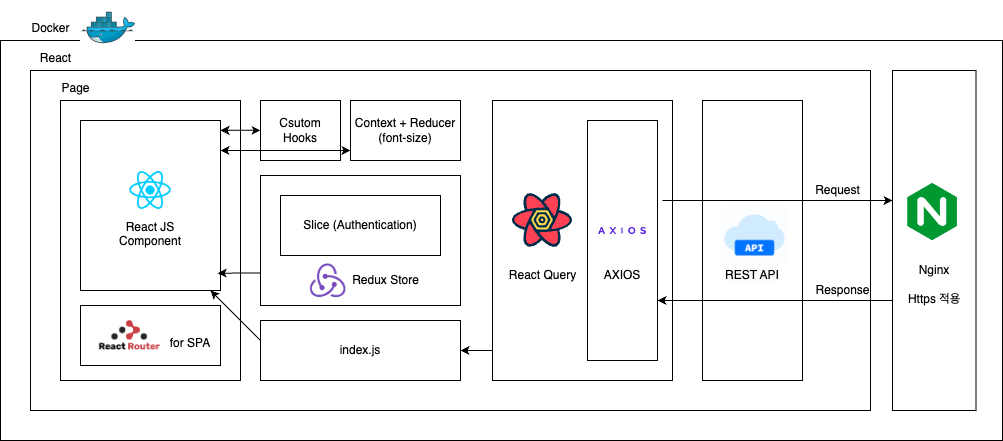 Docker
React
Page
React JS
Component
React Router
for SPA
Csutom
Hooks
Context + Reducer
(font-size)
Slice (Authentication)
Redux Store
index.js
React Query
AXIOS
AXIOS
API
REST API
Request
Response
Nginx
Https 적용